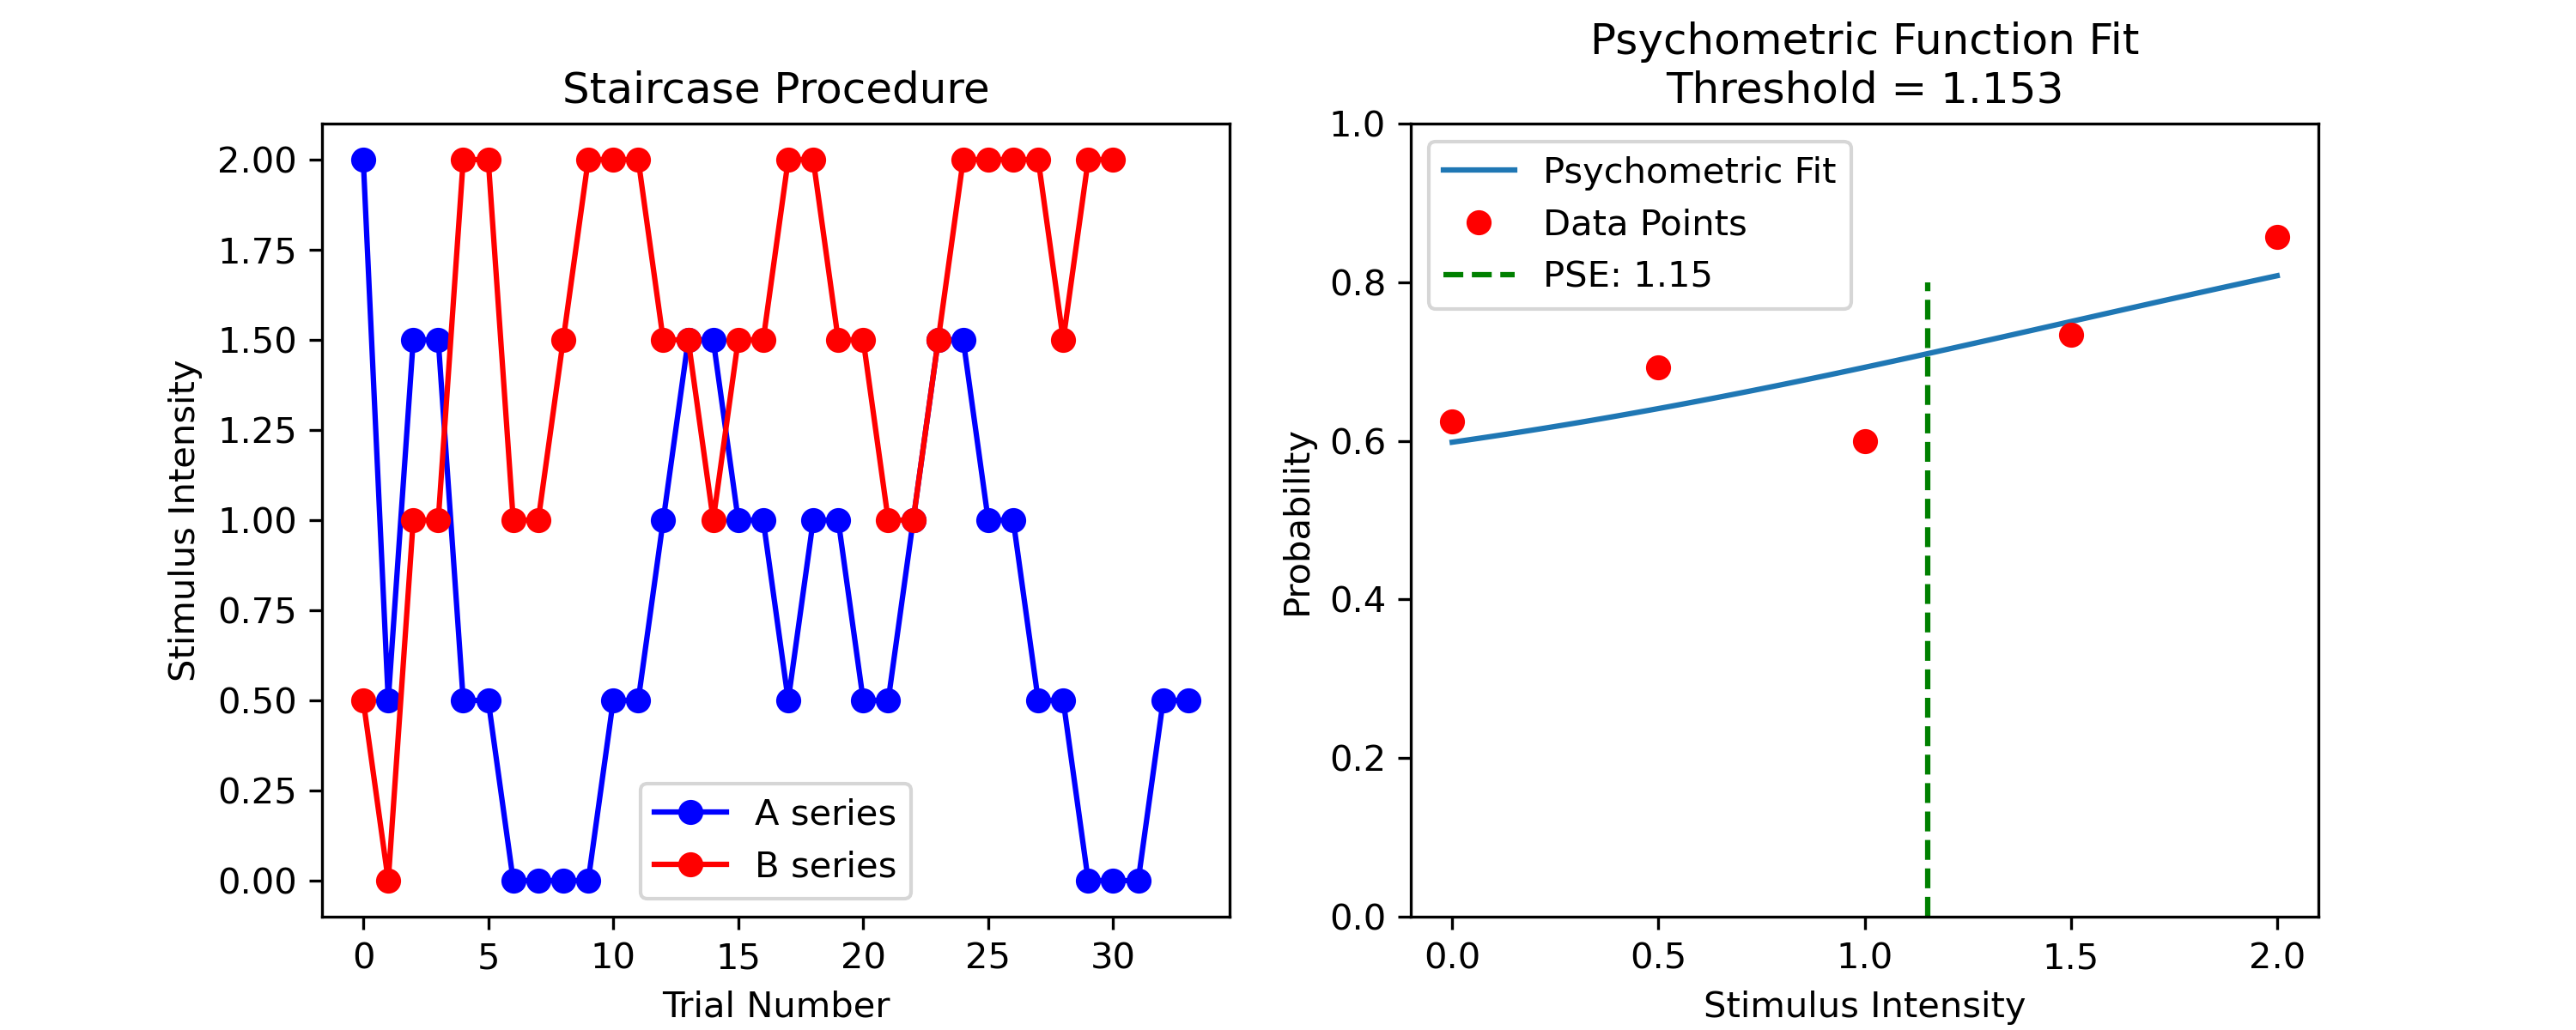 Staircase Procedure
2.00
1.75
1.50
1.25
1.00
0.75
0.50
0.25
0.00
Stimulus Intensity
A series
B series
0 5 10 15 20 25 30
Trial Number
Psychometric Function Fit
Threshold = 1.153
1.0
0.8
0.6
0.4
0.2
0.0
Probability
Psychometric Fit
Data Points
PSE: 1.15
0.0 0.5 1.0 1.5 2.0
Stimulus Intensity